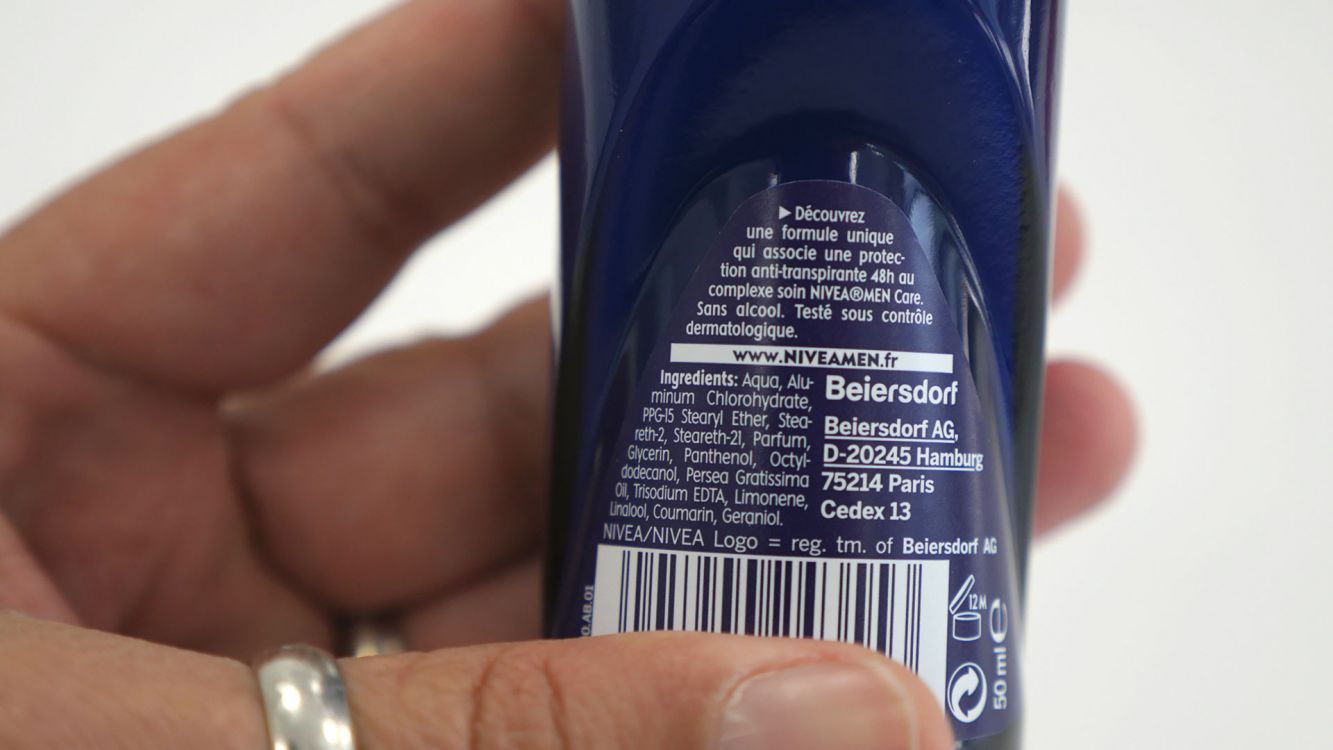 ▶ Découvrez
une formule unique
qui associe une protec-
tion anti-transpirante 48h au
complexe soin NIVEA®MEN Care.
Sans alcool. Testé sous contrôle
dermatologique.
www.NIVEAMEN.fr
Ingredients: Aqua, Alu-
minum Chlorohydrate,
PPG-15 Stearyl Ether, Stea-
reth-2, Steareth-21, Parfum,
Glycerin, Panthenol, Octyl-
dodecanol, Persea Gratissima
Oil, Trisodium EDTA, Limonene,
Linalool, Coumarin, Geraniol.
Beiersdorf
Beiersdorf AG,
D-20245 Hamburg
75214 Paris
Cedex 13
NIVEA/NIVEA Logo = reg. tm. of Beiersdorf AG
12 M
50 ml ℮